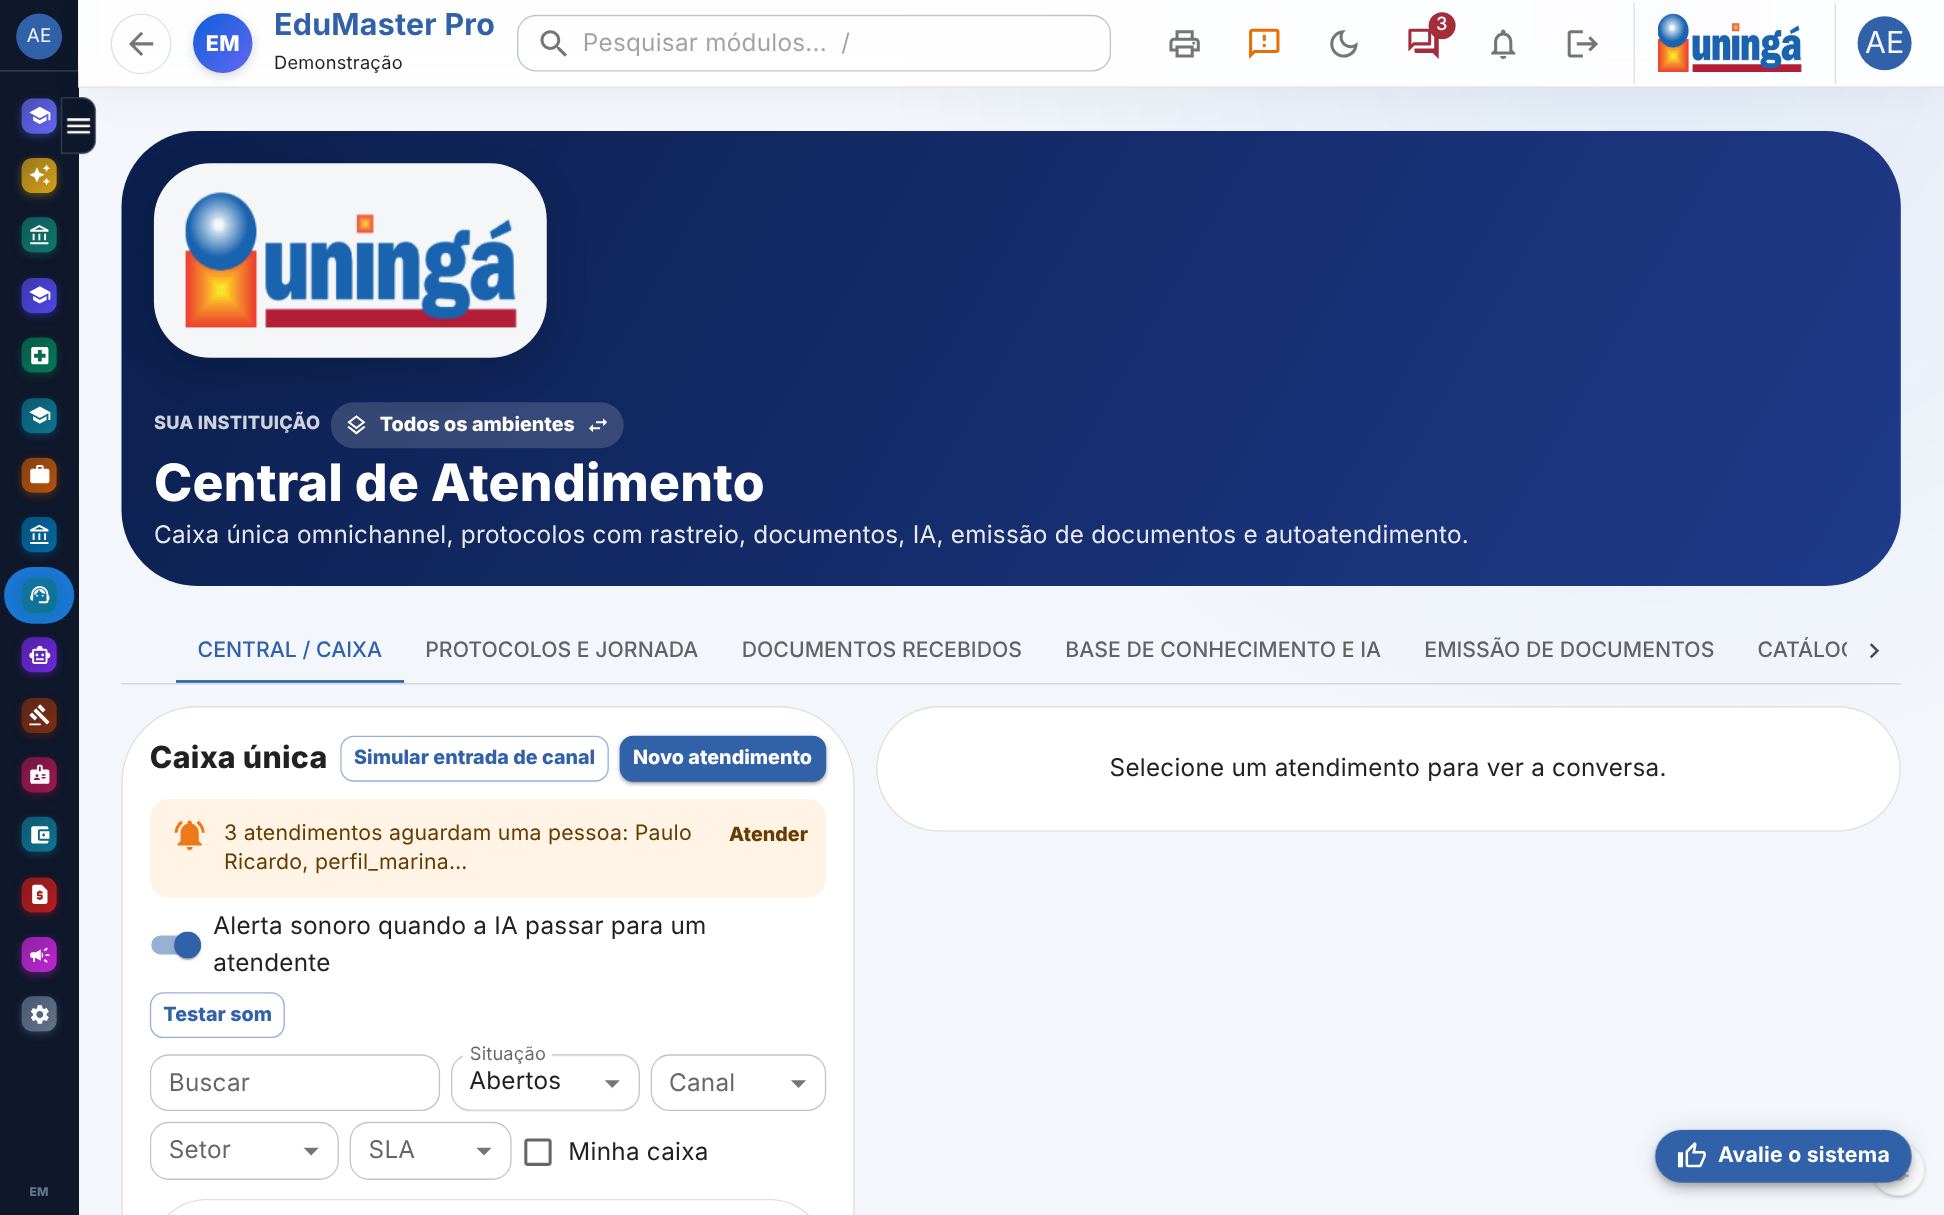 AE
EM
EduMaster Pro
Demonstração
Pesquisar módulos... /
3
uningá
AE
uningá
SUA INSTITUIÇÃO
Todos os ambientes
Central de Atendimento
Caixa única omnichannel, protocolos com rastreio, documentos, IA, emissão de documentos e autoatendimento.
CENTRAL / CAIXA
PROTOCOLOS E JORNADA
DOCUMENTOS RECEBIDOS
BASE DE CONHECIMENTO E IA
EMISSÃO DE DOCUMENTOS
Caixa única
Simular entrada de canal
Novo atendimento
Selecione um atendimento para ver a conversa.
3 atendimentos aguardam uma pessoa: Paulo
Ricardo, perfil_marina...
Atender
Alerta sonoro quando a IA passar para um
atendente
Testar som
Buscar
Situação
Abertos
Canal
Setor
SLA
Minha caixa
Avalie o sistema
EM